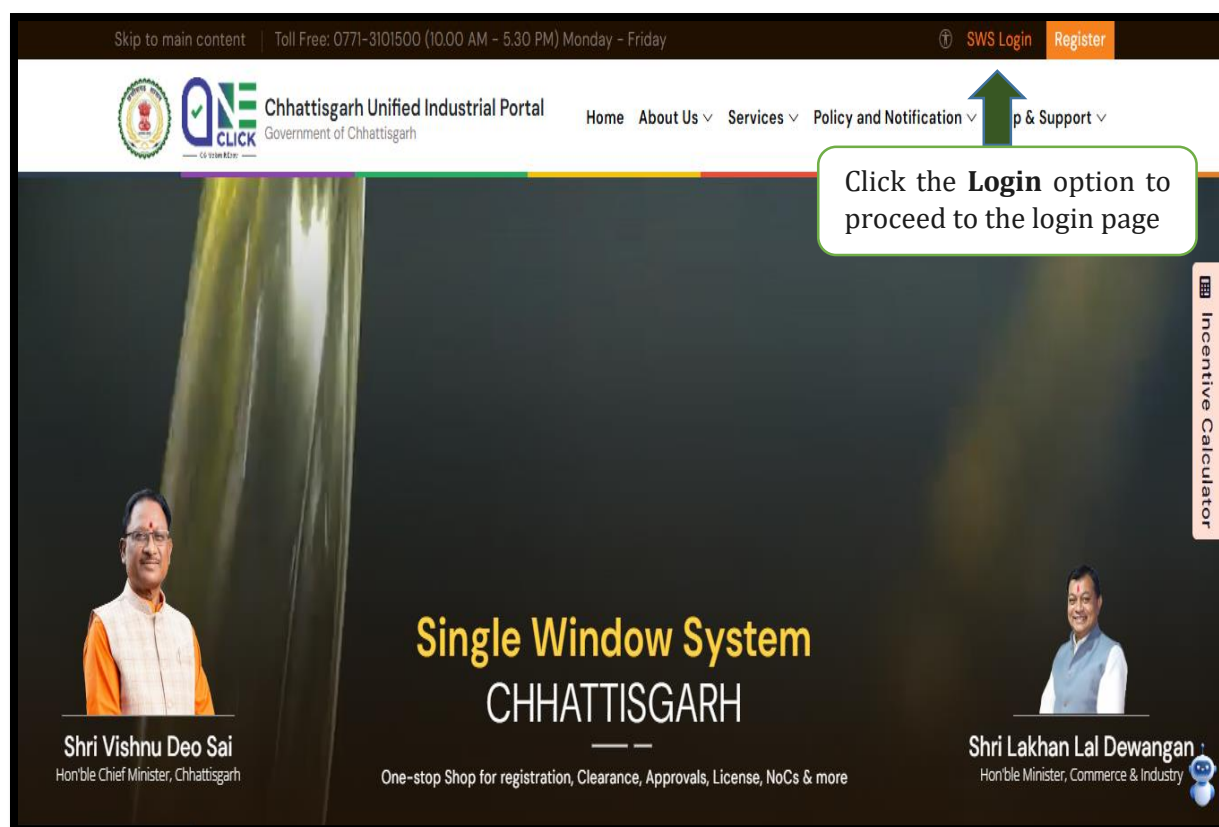 Skip to main content | Toll Free: 0771-3101500 (10.00 AM - 5.30 PM) Monday - Friday
SWS Login Register
ONE
CLICK
Chhattisgarh Unified Industrial Portal
Government of Chhattisgarh
Home About Us Services Policy and Notification p & Support
Click the Login option to
proceed to the login page
Incentive Calculator
Single Window System
CHHATTISGARH
One-stop Shop for registration, Clearance, Approvals, License, NoCs & more
Shri Vishnu Deo Sai
Hon'ble Chief Minister, Chhattisgarh
Shri Lakhan Lal Dewangan
Hon'ble Minister, Commerce & Industry